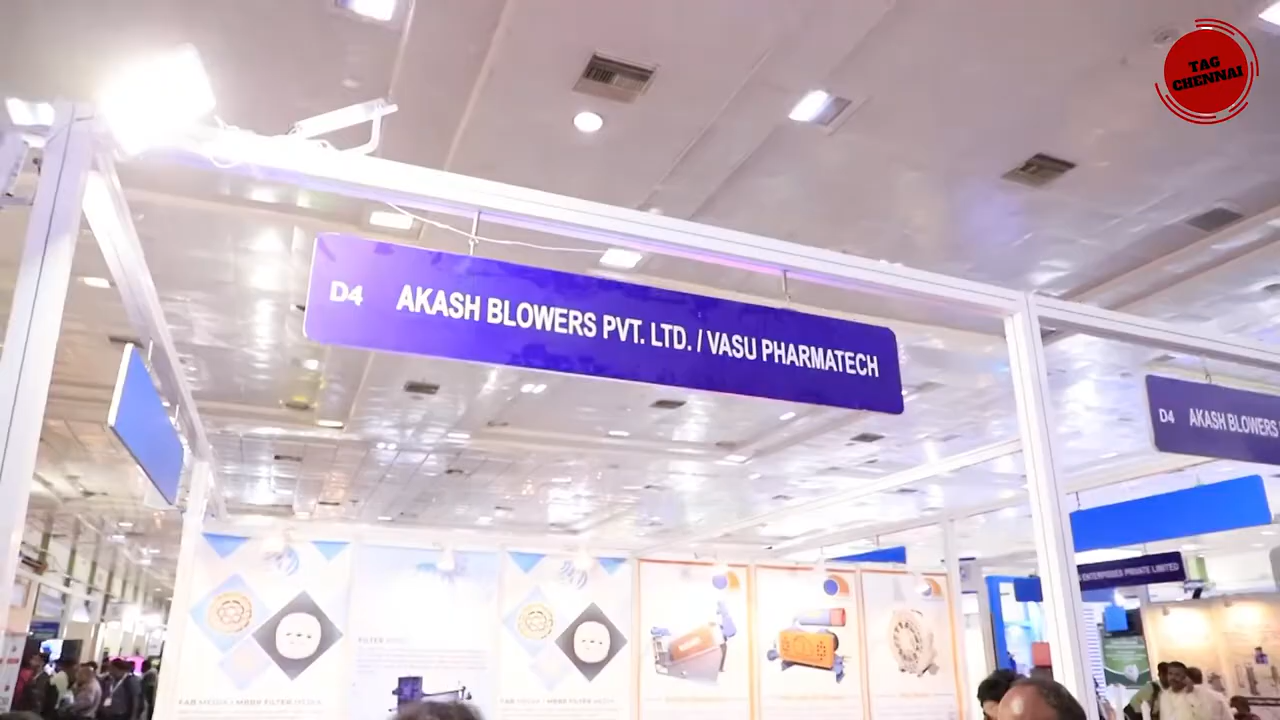 TAG
CHENNAI
D4 AKASH BLOWERS PVT. LTD. / VASU PHARMATECH
D4 AKASH BLOWERS
ENTERPRISES PRIVATE LIMITED
FAB MEDIA / MBBR FILTER MEDIA
FAB MEDIA / MBBR FILTER MEDIA